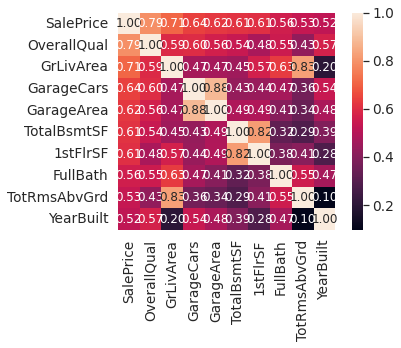 SalePrice 1.00 0.79 0.71 0.64 0.62 0.61 0.61 0.56 0.53 0.52
OverallQual 0.79 1.00 0.59 0.60 0.56 0.54 0.48 0.55 0.43 0.57
GrLivArea 0.71 0.59 1.00 0.47 0.47 0.45 0.57 0.63 0.83 0.20
GarageCars 0.64 0.60 0.47 1.00 0.88 0.43 0.44 0.47 0.36 0.54
GarageArea 0.62 0.56 0.47 0.88 1.00 0.49 0.49 0.41 0.34 0.48
TotalBsmtSF 0.61 0.54 0.45 0.43 0.49 1.00 0.82 0.32 0.29 0.39
1stFlrSF 0.61 0.48 0.57 0.44 0.49 0.82 1.00 0.38 0.41 0.28
FullBath 0.56 0.55 0.63 0.47 0.41 0.32 0.38 1.00 0.55 0.47
TotRmsAbvGrd 0.53 0.43 0.83 0.36 0.34 0.29 0.41 0.55 1.00 0.10
YearBuilt 0.52 0.57 0.20 0.54 0.48 0.39 0.28 0.47 0.10 1.00
SalePrice
OverallQual
GrLivArea
GarageCars
GarageArea
TotalBsmtSF
1stFlrSF
FullBath
TotRmsAbvGrd
YearBuilt
1.0
0.8
0.6
0.4
0.2